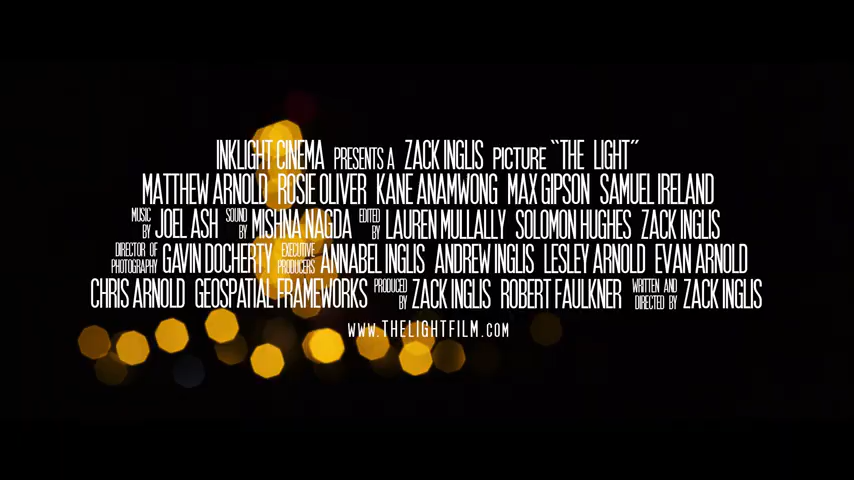 INKLIGHT CINEMA PRESENTS A ZACK INGLIS PICTURE “THE LIGHT”
MATTHEW ARNOLD ROSIE OLIVER KANE ANAMWONG MAX GIPSON SAMUEL IRELAND
MUSIC BY JOEL ASH SOUND BY MISHNA NAGDA EDITED BY LAUREN MULLALLY SOLOMON HUGHES ZACK INGLIS
DIRECTOR OF PHOTOGRAPHY GAVIN DOCHERTY EXECUTIVE PRODUCERS ANNABEL INGLIS ANDREW INGLIS LESLEY ARNOLD EVAN ARNOLD
CHRIS ARNOLD GEOSPATIAL FRAMEWORKS PRODUCED BY ZACK INGLIS ROBERT FAULKNER WRITTEN AND DIRECTED BY ZACK INGLIS
WWW.THELIGHTFILM.COM